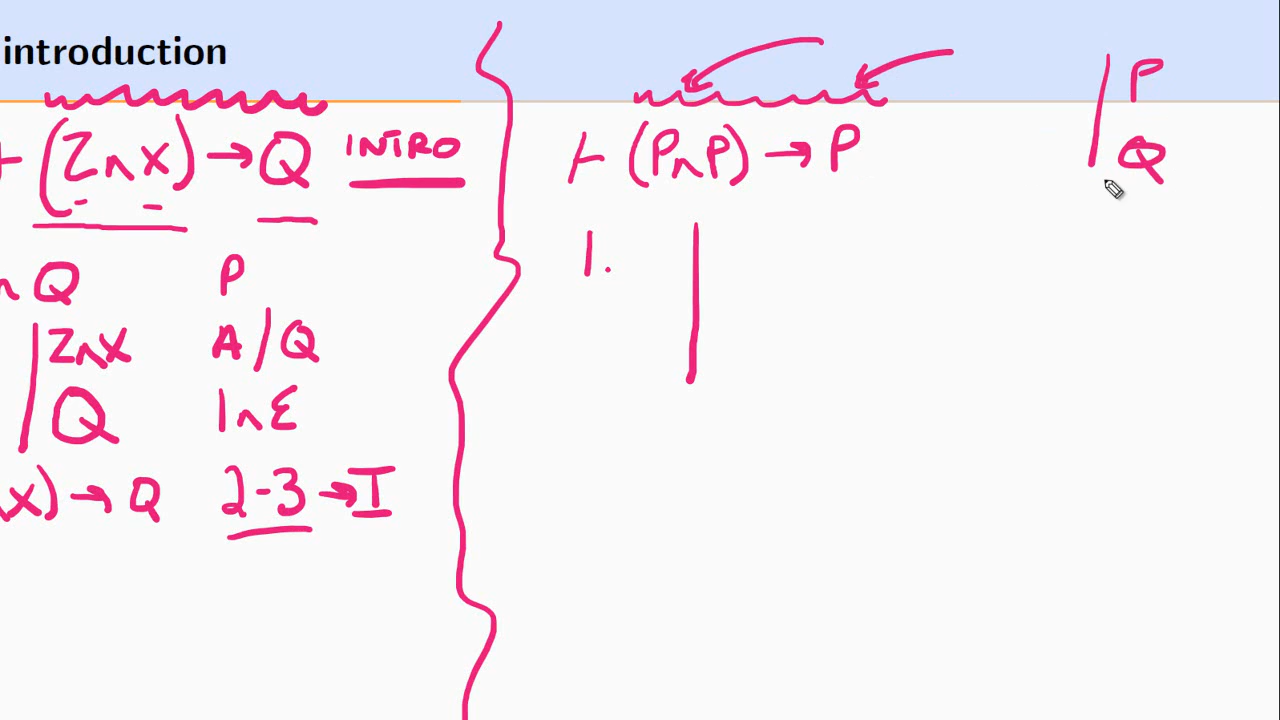 introduction
⊢ (Z∧X) → Q INTRO
∧ Q P
Z∧X A/Q
Q 1∧E
X) → Q 2-3 → I
⊢ (P∧P) → P
1.
P
Q